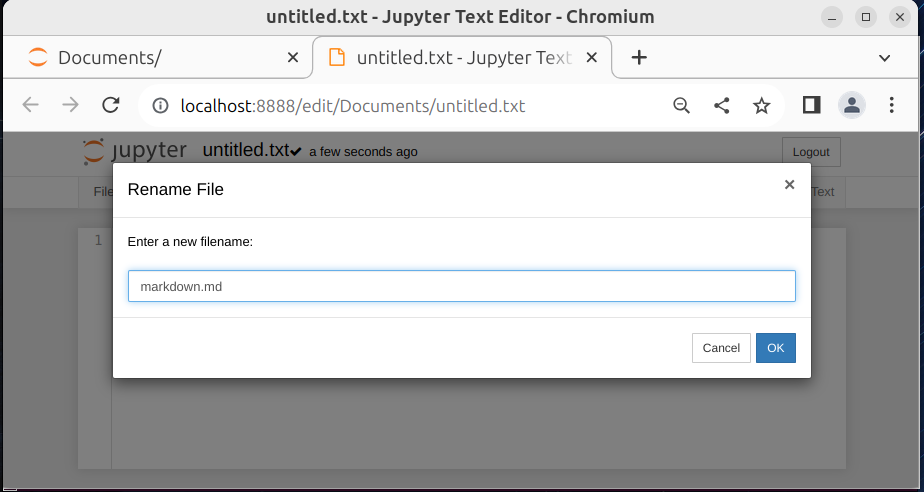 untitled.txt - Jupyter Text Editor - Chromium
Documents/
untitled.txt - Jupyter Text
localhost:8888/edit/Documents/untitled.txt
jupyter untitled.txt a few seconds ago Logout
File Text
Rename File
1
Enter a new filename:
markdown.md
Cancel OK